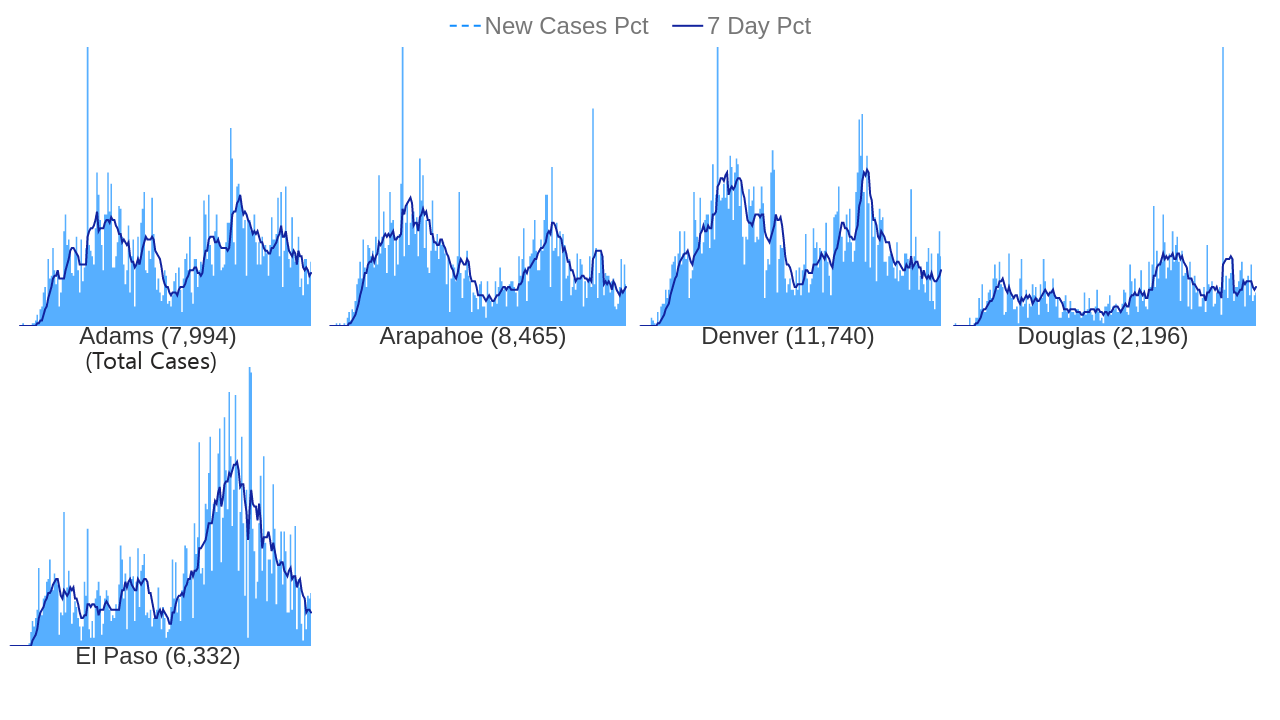 New Cases Pct 7 Day Pct
Adams (7,994)
(Total Cases)
Arapahoe (8,465)
Denver (11,740)
Douglas (2,196)
El Paso (6,332)